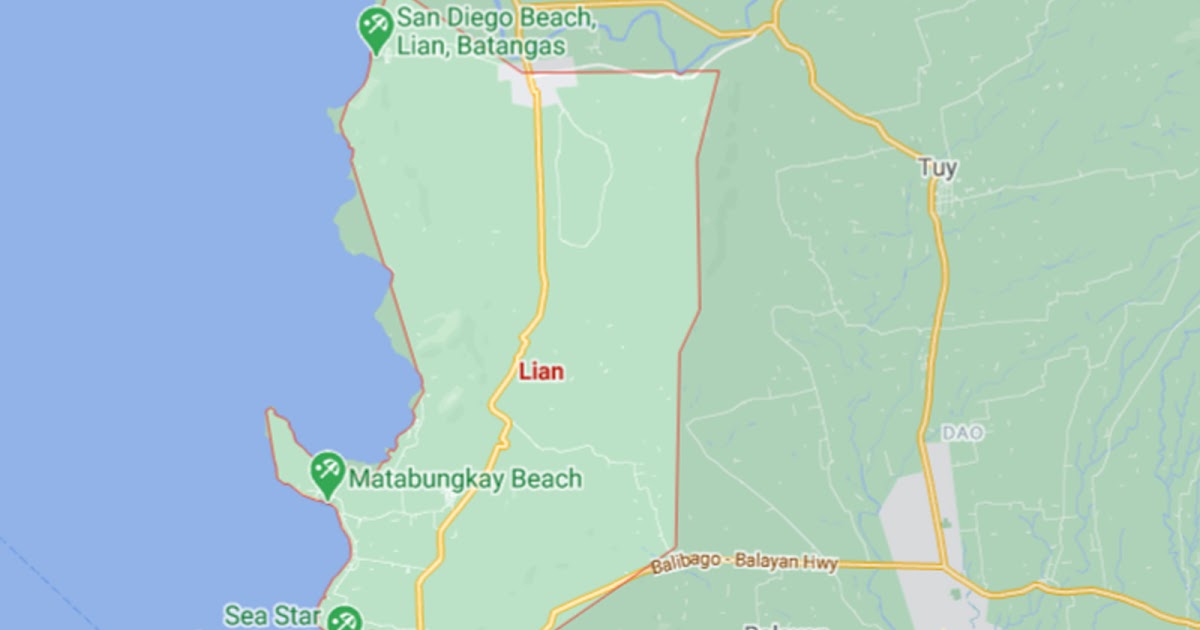 San Diego Beach,
Lian, Batangas
Tuy
Lian
DAO
Matabungkay Beach
Balibago - Balayan Hwy
Sea Star